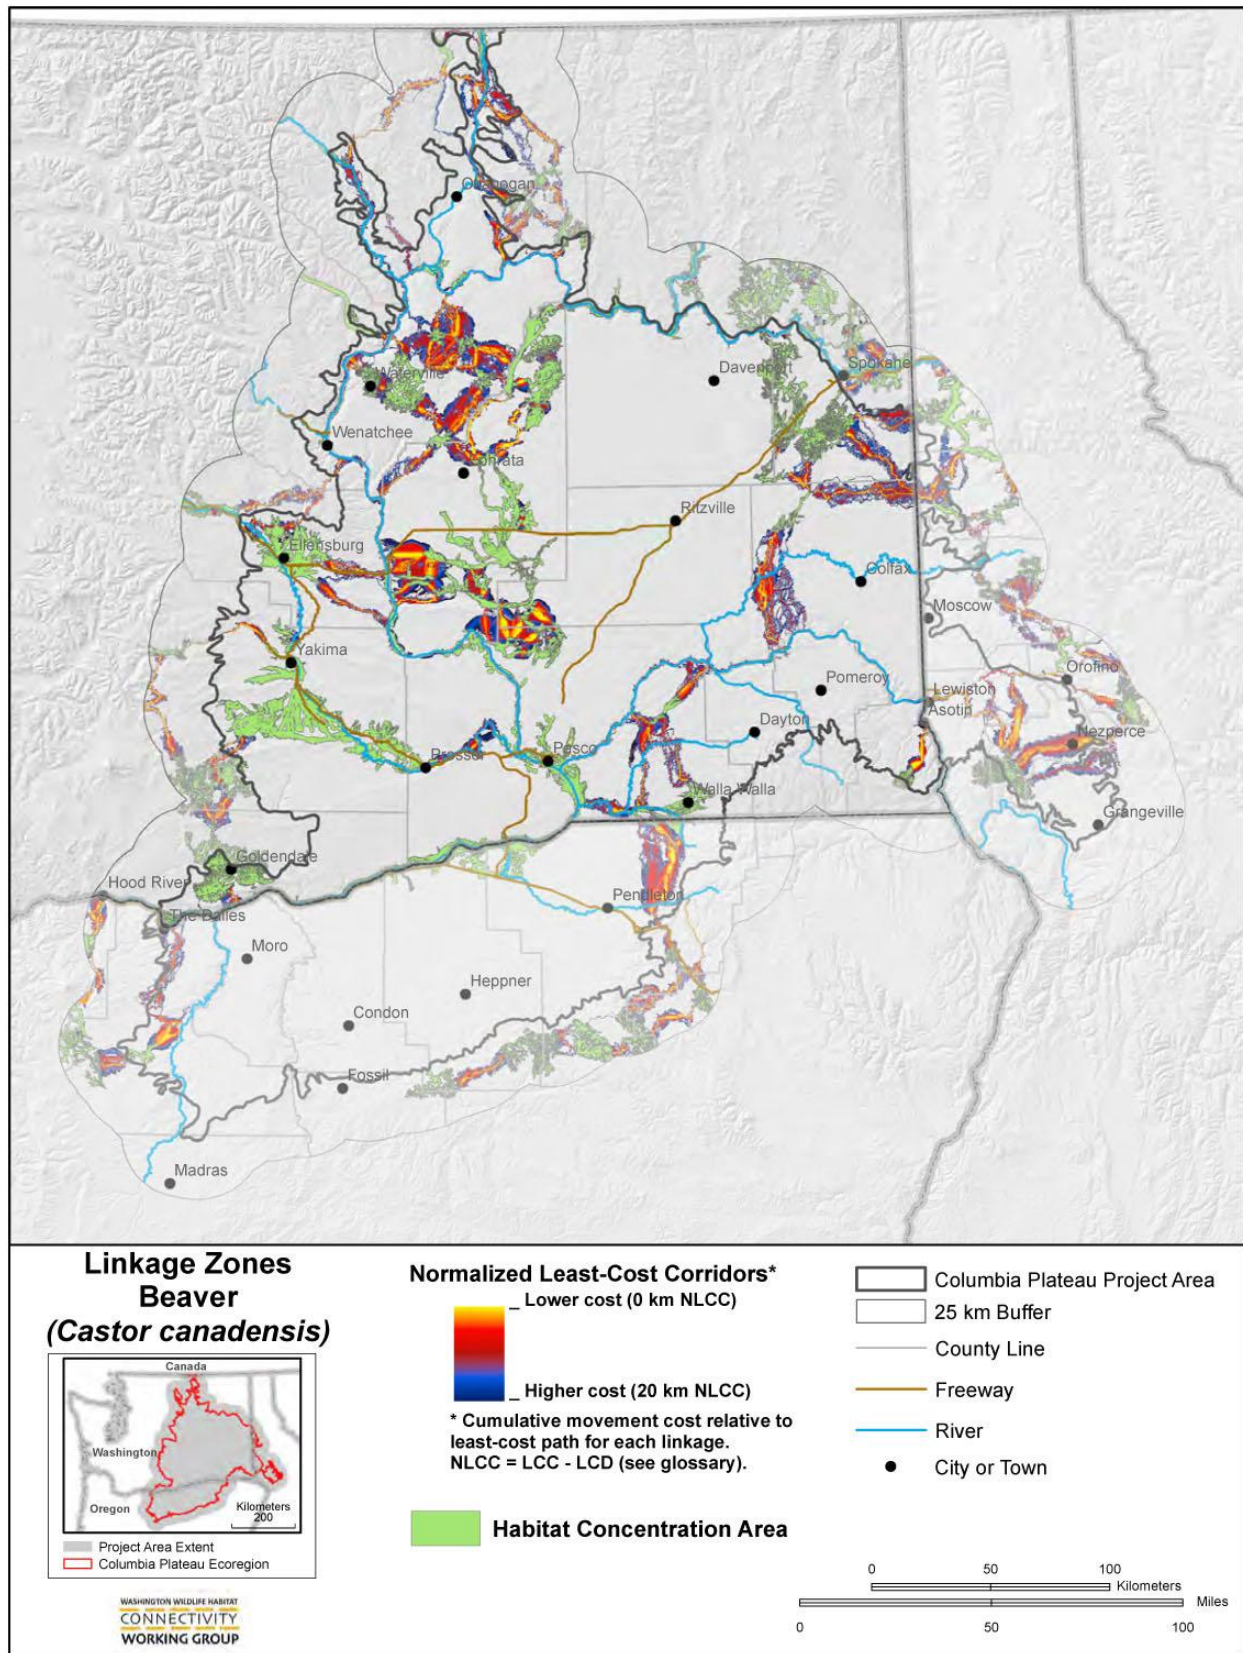 Okanogan
Waterville
Davenport
Spokane
Wenatchee
Ephrata
Ritzville
Ellensburg
Colfax
Moscow
Yakima
Orofino
Pomeroy
Lewiston
Asotin
Dayton
Nezperce
Prosser
Pasco
Walla Walla
Grangeville
Goldendale
Hood River
Pendleton
The Dalles
Moro
Heppner
Condon
Fossil
Madras
Linkage Zones
Beaver
(Castor canadensis)
Canada
Washington
Oregon
Kilometers
200
Project Area Extent
Columbia Plateau Ecoregion
WASHINGTON WILDLIFE HABITAT
CONNECTIVITY
WORKING GROUP
Normalized Least-Cost Corridors*
_ Lower cost (0 km NLCC)
_ Higher cost (20 km NLCC)
* Cumulative movement cost relative to
least-cost path for each linkage.
NLCC = LCC - LCD (see glossary).
Habitat Concentration Area
Columbia Plateau Project Area
25 km Buffer
County Line
Freeway
River
City or Town
0 50 100
Kilometers
Miles
0 50 100